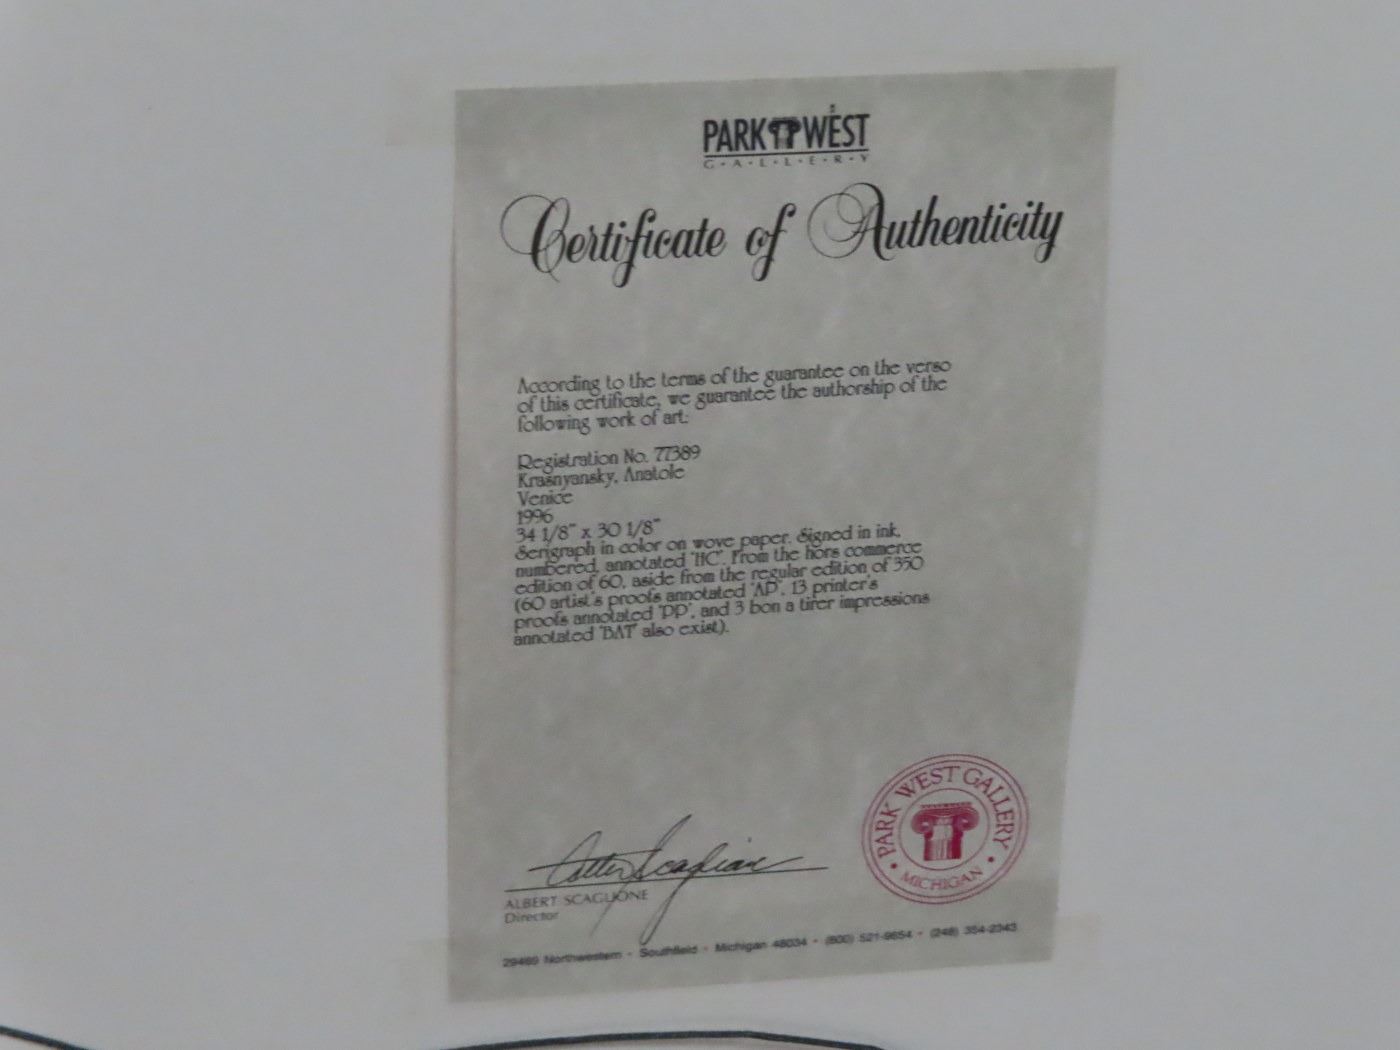 PARK WEST
G·A·L·L·E·R·Y
Certificate of Authenticity
According to the terms of the guarantee on the verso
of this certificate, we guarantee the authorship of the
following work of art:
Registration No. 77389
Krasnyansky, Anatole
Venice
1996
34 1/8" x 30 1/8"
Serigraph in color on wove paper. Signed in ink,
numbered, annotated 'HC'. From the hors commerce
edition of 60, aside from the regular edition of 350
(60 artist's proofs annotated 'AP', 13 printer's
proofs annotated 'PP', and 3 bon a tirer impressions
annotated 'BAT' also exist).
PARK WEST GALLERY
• MICHIGAN •
Albert Scaglione
ALBERT SCAGLIONE
Director
29469 Northwestern • Southfield • Michigan 48034 • (800) 521-9654 • (248) 354-2343